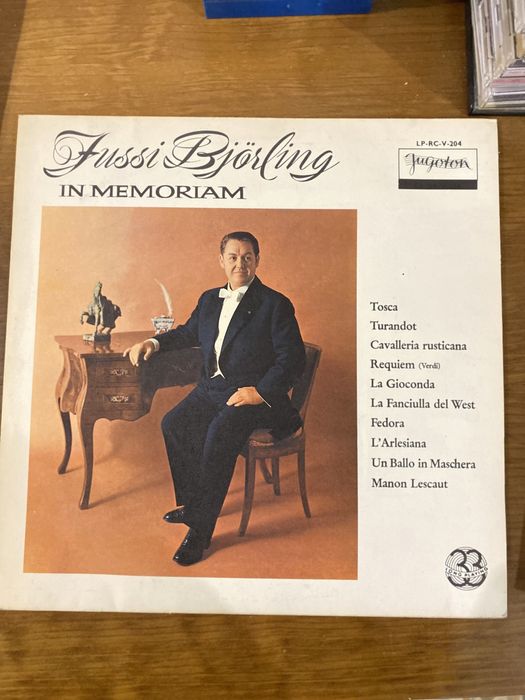 Jussi Björling
IN MEMORIAM
LP-RC-V-204
Jugoton
Tosca
Turandot
Cavalleria rusticana
Requiem (Verdi)
La Gioconda
La Fanciulla del West
Fedora
L'Arlesiana
Un Ballo in Maschera
Manon Lescaut
33